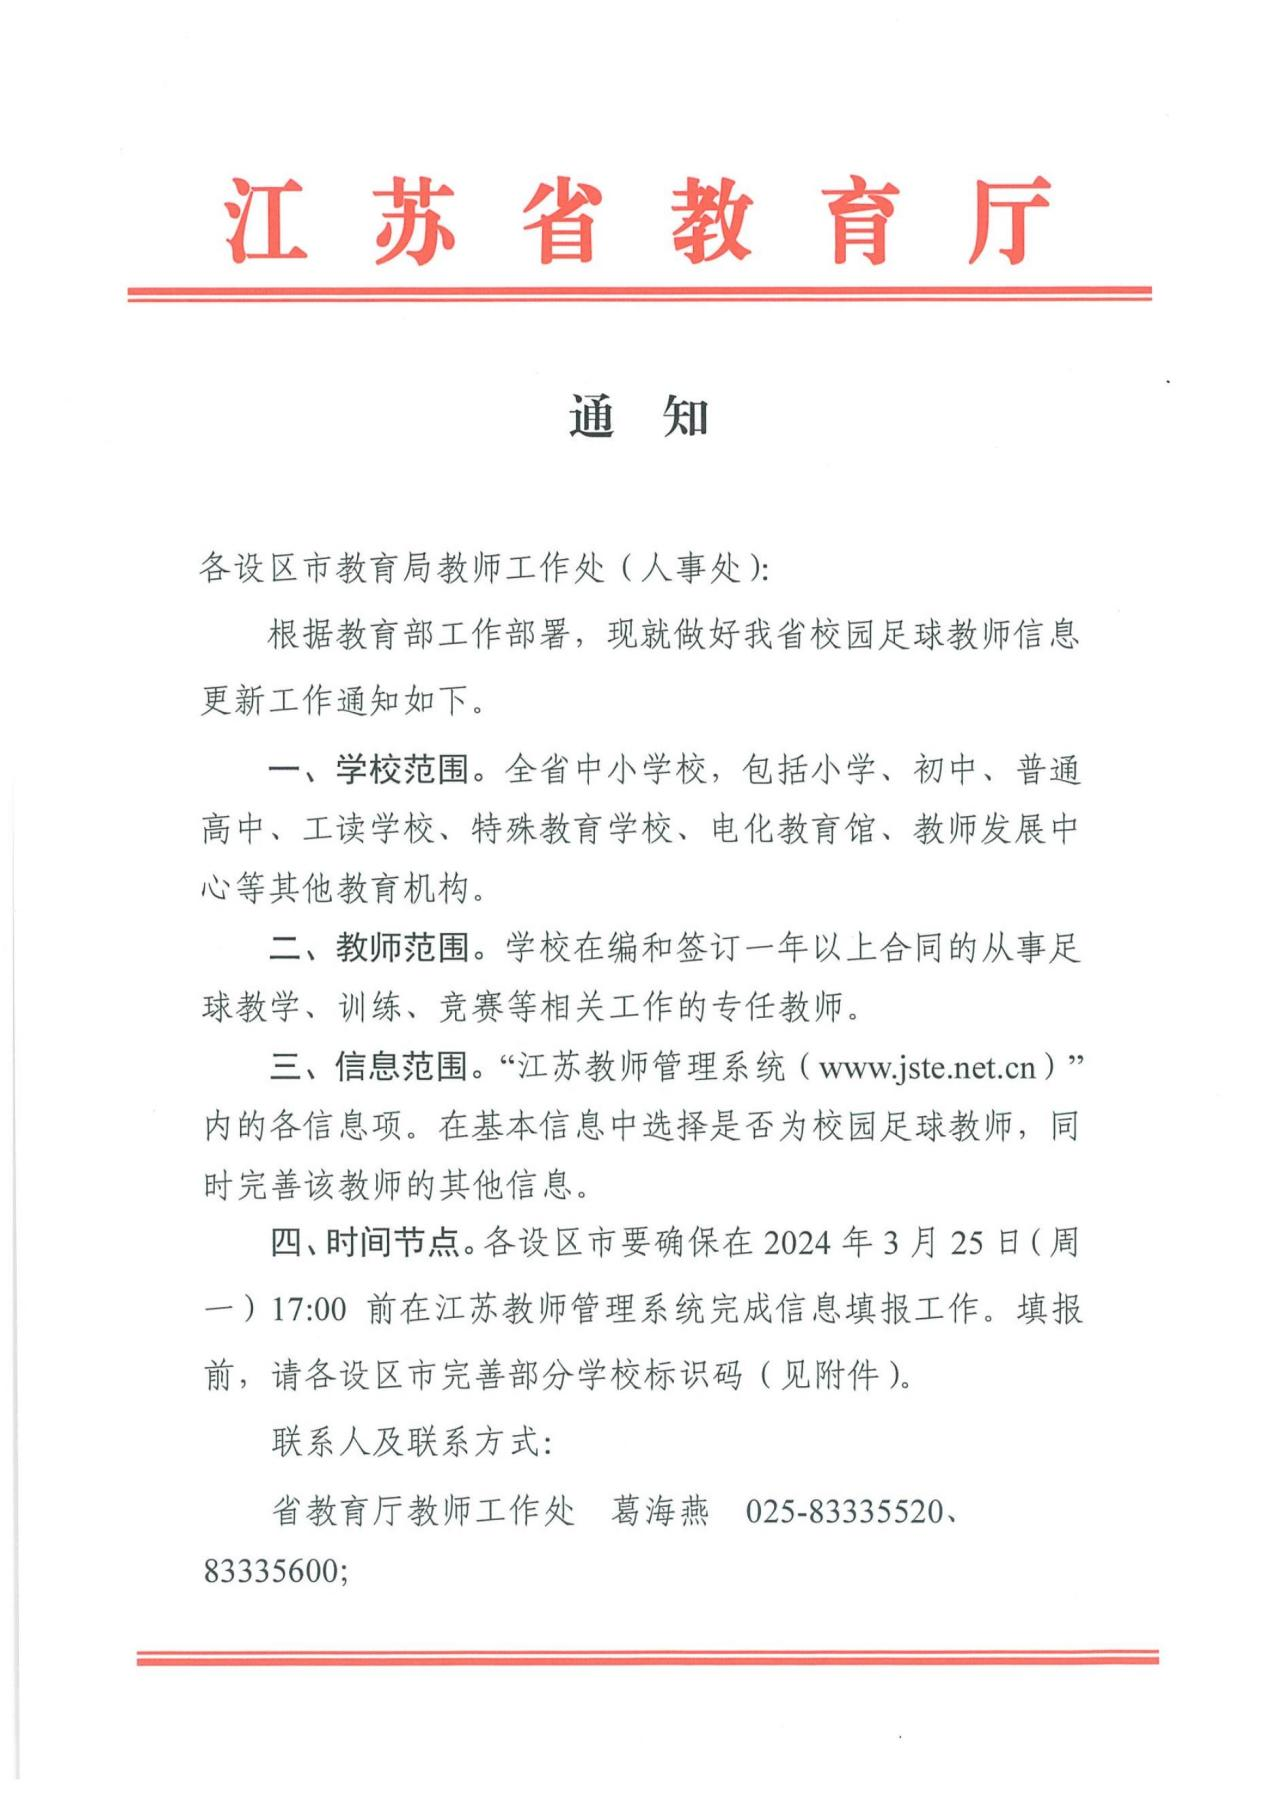 江苏省教育厅
通知
各设区市教育局教师工作处（人事处）：
根据教育部工作部署，现就做好我省校园足球教师信息
更新工作通知如下。
一、学校范围。全省中小学校，包括小学、初中、普通
高中、工读学校、特殊教育学校、电化教育馆、教师发展中
心等其他教育机构。
二、教师范围。学校在编和签订一年以上合同的从事足
球教学、训练、竞赛等相关工作的专任教师。
三、信息范围。“江苏教师管理系统（www.jste.net.cn）”
内的各信息项。在基本信息中选择是否为校园足球教师，同
时完善该教师的其他信息。
四、时间节点。各设区市要确保在 2024 年 3 月 25 日（周
一）17:00 前在江苏教师管理系统完成信息填报工作。填报
前，请各设区市完善部分学校标识码（见附件）。
联系人及联系方式：
省教育厅教师工作处 葛海燕 025-83335520、
83335600;